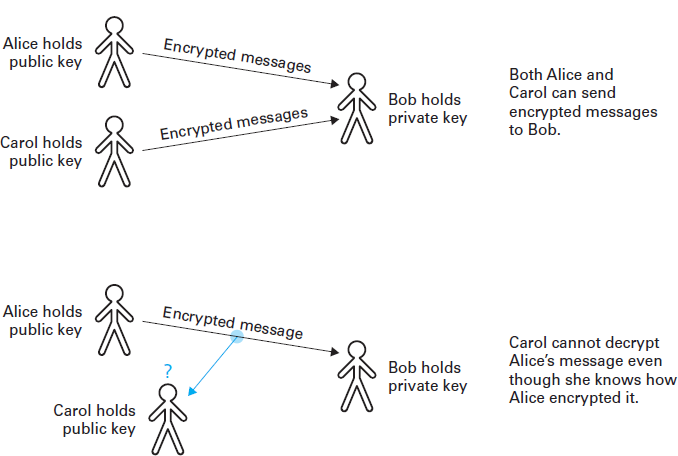 Alice holds
public key
Encrypted messages
Carol holds
public key
Encrypted messages
Bob holds
private key
Both Alice and
Carol can send
encrypted messages
to Bob.
Alice holds
public key
Encrypted message
?
Carol holds
public key
Bob holds
private key
Carol cannot decrypt
Alice’s message even
though she knows how
Alice encrypted it.